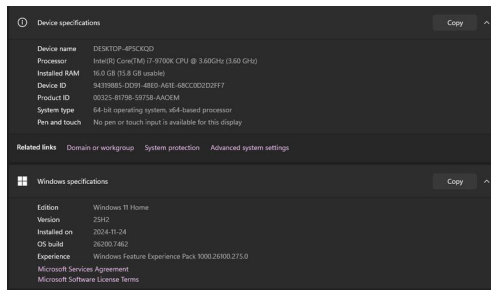 Device specifications
Copy
Device name DESKTOP-4P5CKQD
Processor Intel(R) Core(TM) i7-9700K CPU @ 3.60GHz (3.60 GHz)
Installed RAM 16.0 GB (15.8 GB usable)
Device ID 94319885-DD91-48E0-A61E-68CC0D2D2FF7
Product ID 00325-81798-59758-AAOEM
System type 64-bit operating system, x64-based processor
Pen and touch No pen or touch input is available for this display
Related links Domain or workgroup System protection Advanced system settings
Windows specifications
Copy
Edition Windows 11 Home
Version 25H2
Installed on 2024-11-24
OS build 26200.7462
Experience Windows Feature Experience Pack 1000.26100.275.0
Microsoft Services Agreement
Microsoft Software License Terms